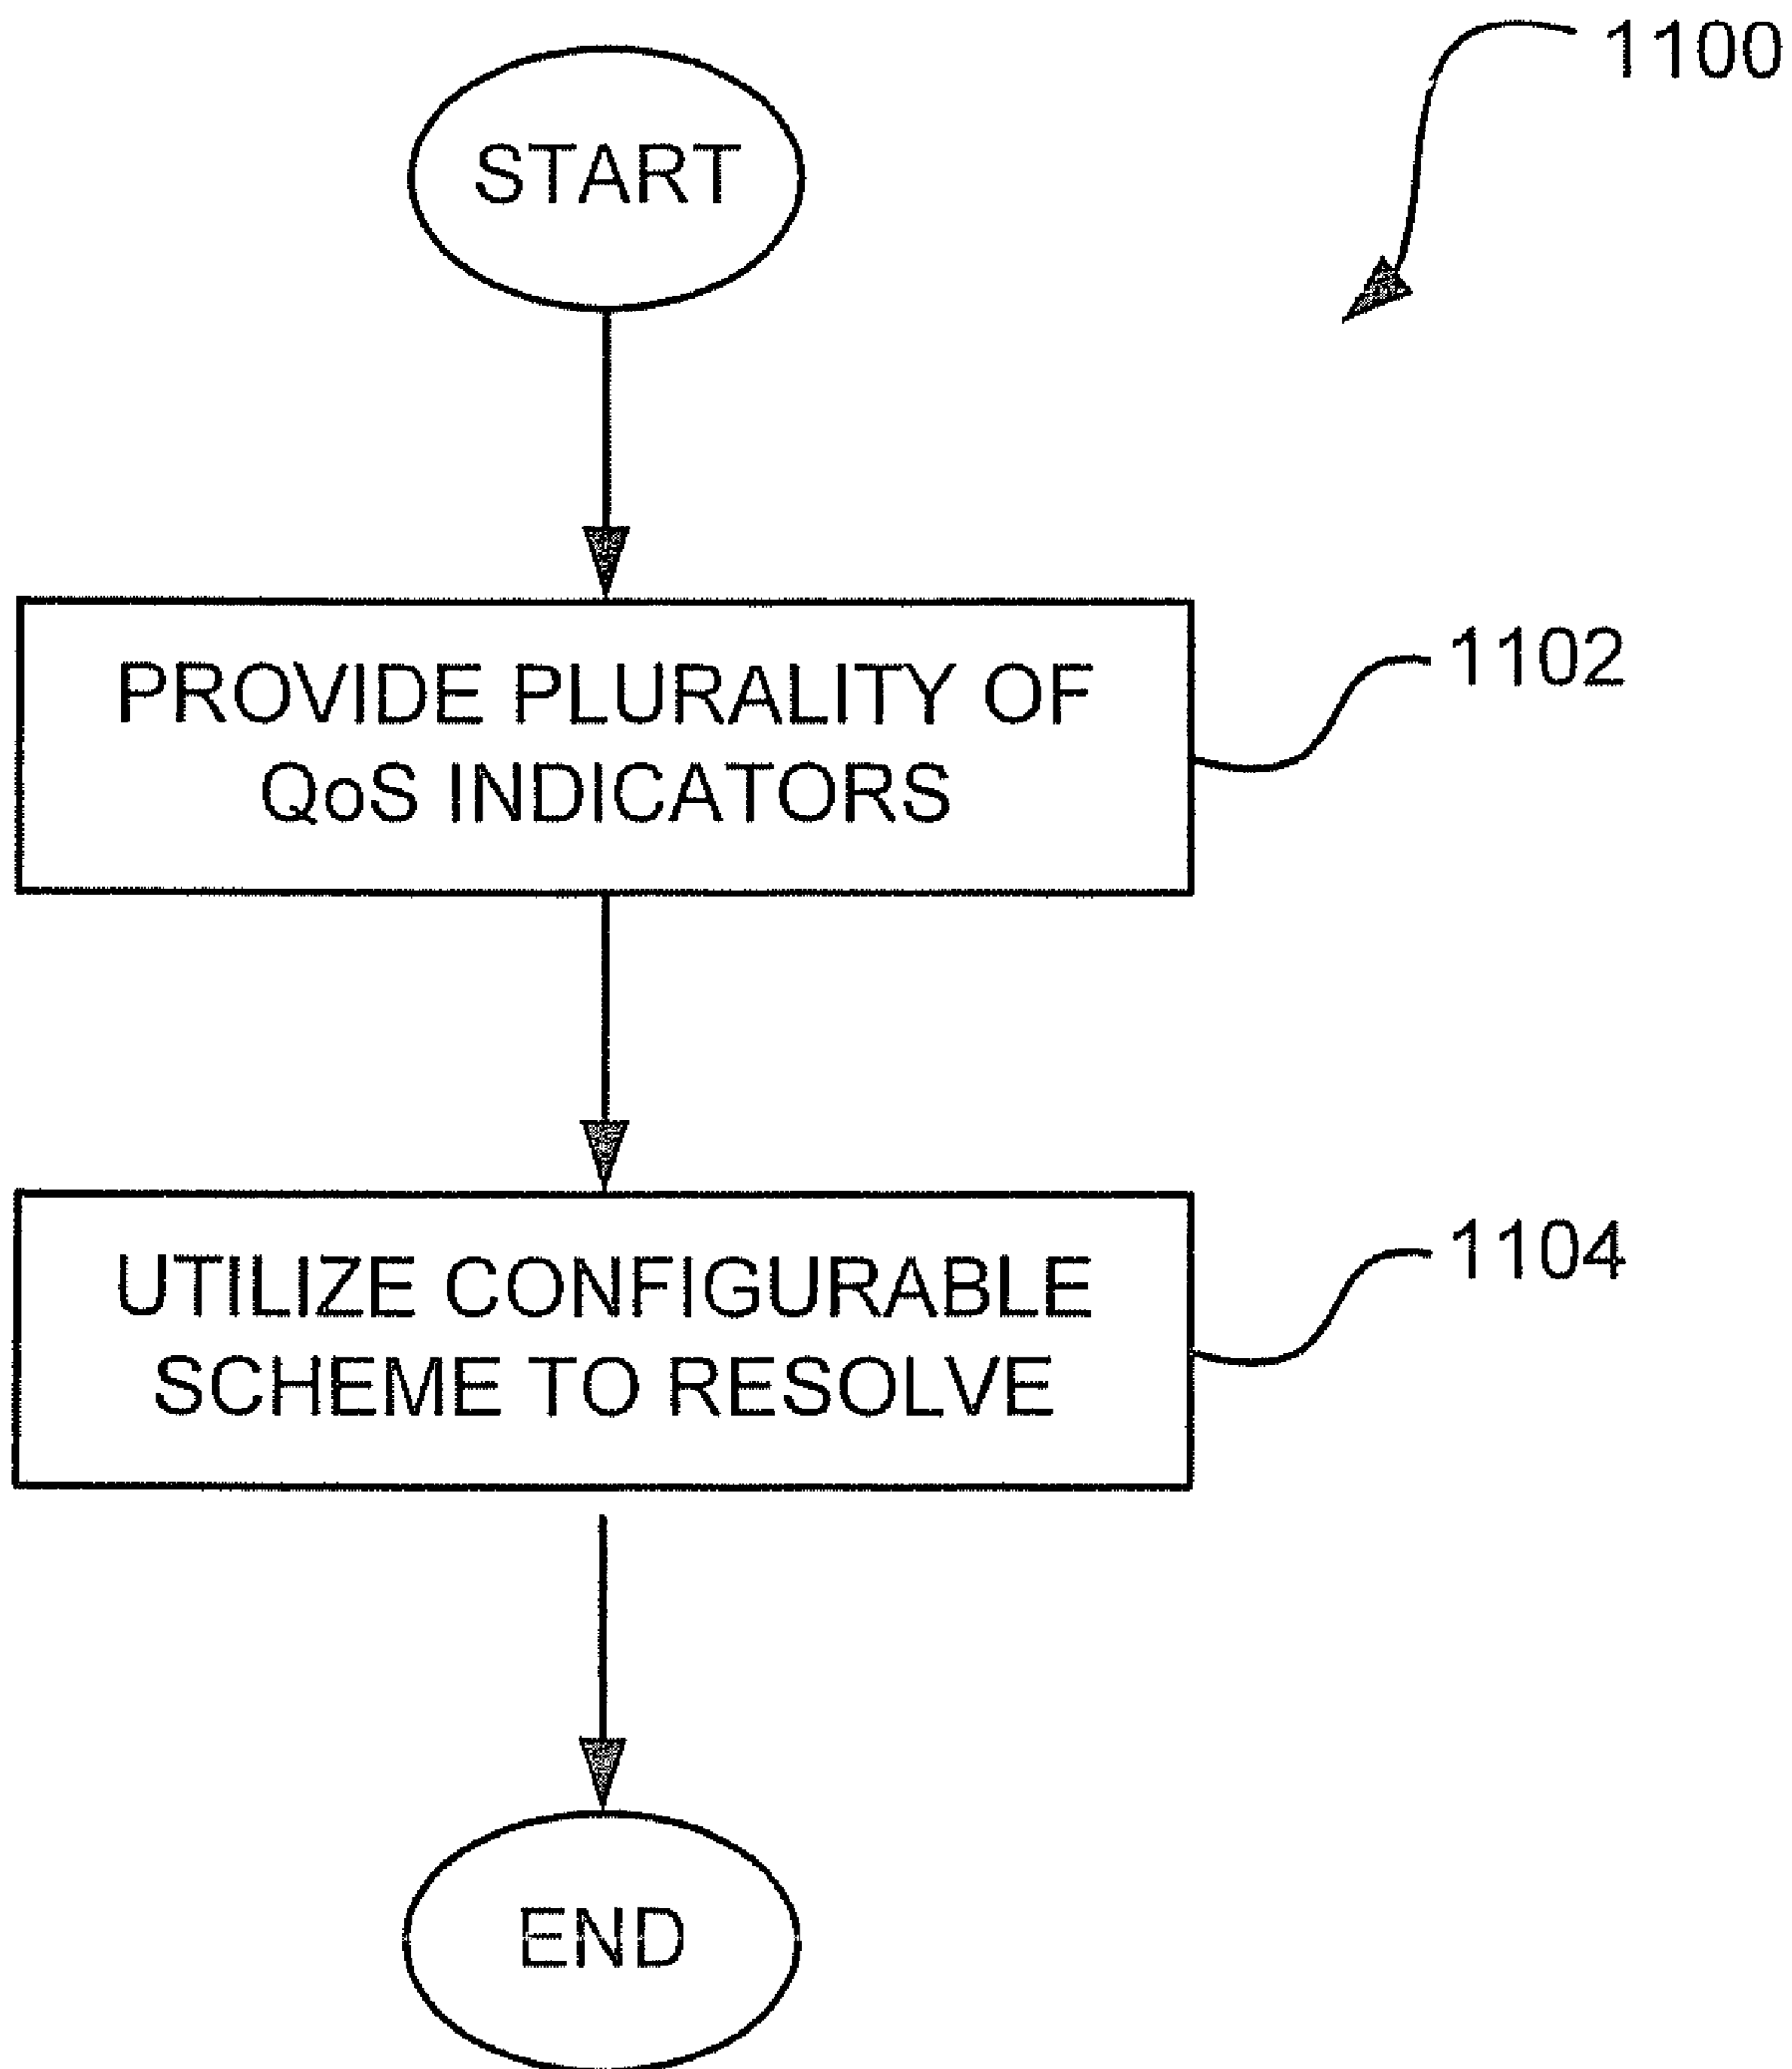 1100
START
PROVIDE PLURALITY OF
QoS INDICATORS
1102
UTILIZE CONFIGURABLE
SCHEME TO RESOLVE
1104
END